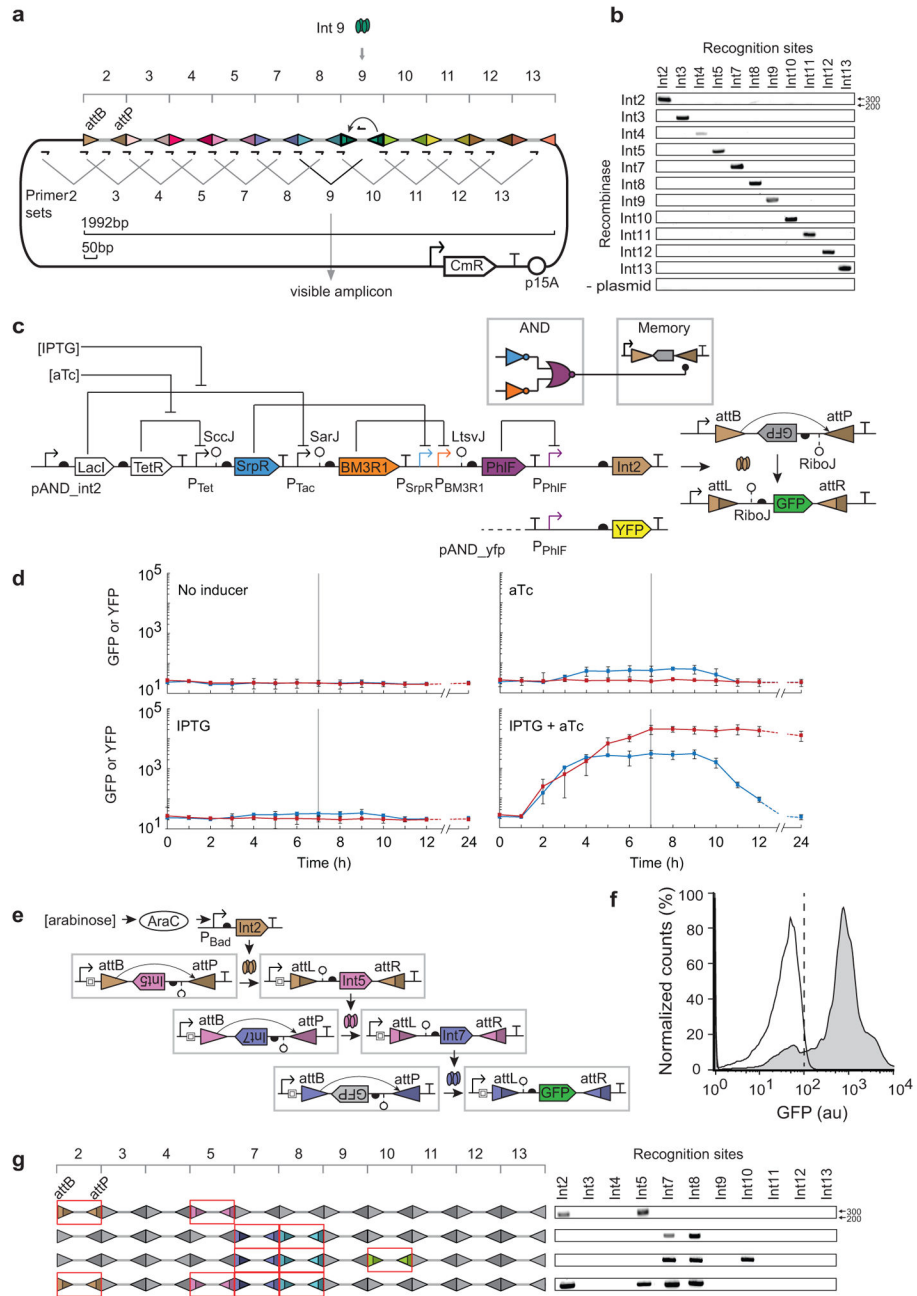 a
Int 9
2 3 4 5 7 8 9 10 11 12 13
attB attP
Primer sets
2 3 4 5 7 8 9 10 11 12 13
1992bp
50bp
CmR
p15A
visible amplicon
b
Recognition sites
Int2 Int3 Int4 Int5 Int7 Int8 Int9 Int10 Int11 Int12 Int13
Recombinase
Int2
300
200
Int3
Int4
Int5
Int7
Int8
Int9
Int10
Int11
Int12
Int13
- plasmid
c
AND
Memory
[IPTG]
[aTc]
SccJ SarJ LtsvJ
LacI TetR SrpR BM3R1 PhlF Int2
pAND_int2 PTet PTac PSrpR PBM3R1 PPhlF
YFP
pAND_yfp PPhlF
attB attP
GFP
RiboJ
attL attR
RiboJ GFP
d
GFP or YFP
10^5
10^3
10^1
No inducer
aTc
GFP or YFP
10^5
10^3
10^1
IPTG
IPTG + aTc
0 2 4 6 8 10 12 24
0 2 4 6 8 10 12 24
Time (h)
Time (h)
e
[arabinose] AraC Int2
PBad
attB attP attL attR
Int5 Int5
attB attP attL attR
Int7 Int7
attB attP attL attR
GFP GFP
f
Normalized counts (%)
100
80
60
40
20
0
10^0 10^1 10^2 10^3 10^4
GFP (au)
g
2 3 4 5 7 8 9 10 11 12 13
attB attP
Recognition sites
Int2 Int3 Int4 Int5 Int7 Int8 Int9 Int10 Int11 Int12 Int13
300
200